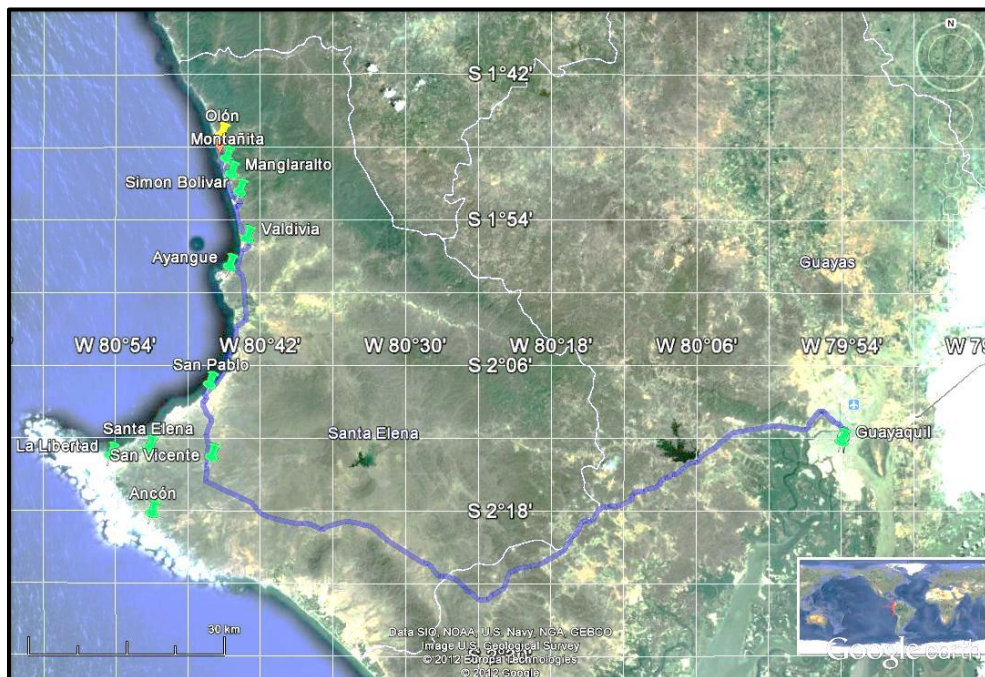 N
S 1°42'
Olón
Montañita
Manglaralto
Simon Bolivar
S 1°54'
Valdivia
Ayangue
Guayas
W 80°54'
W 80°42'
W 80°30'
W 80°18'
W 80°06'
W 79°54'
S 2°06'
San Pablo
Santa Elena
La Libertad
San Vicente
Santa Elena
Guayaquil
Ancón
S 2°18'
30 km
Data SIO, NOAA, U.S. Navy, NGA, GEBCO
Image U.S. Geological Survey
© 2012 Europa Technologies
© 2012 Google
Google earth